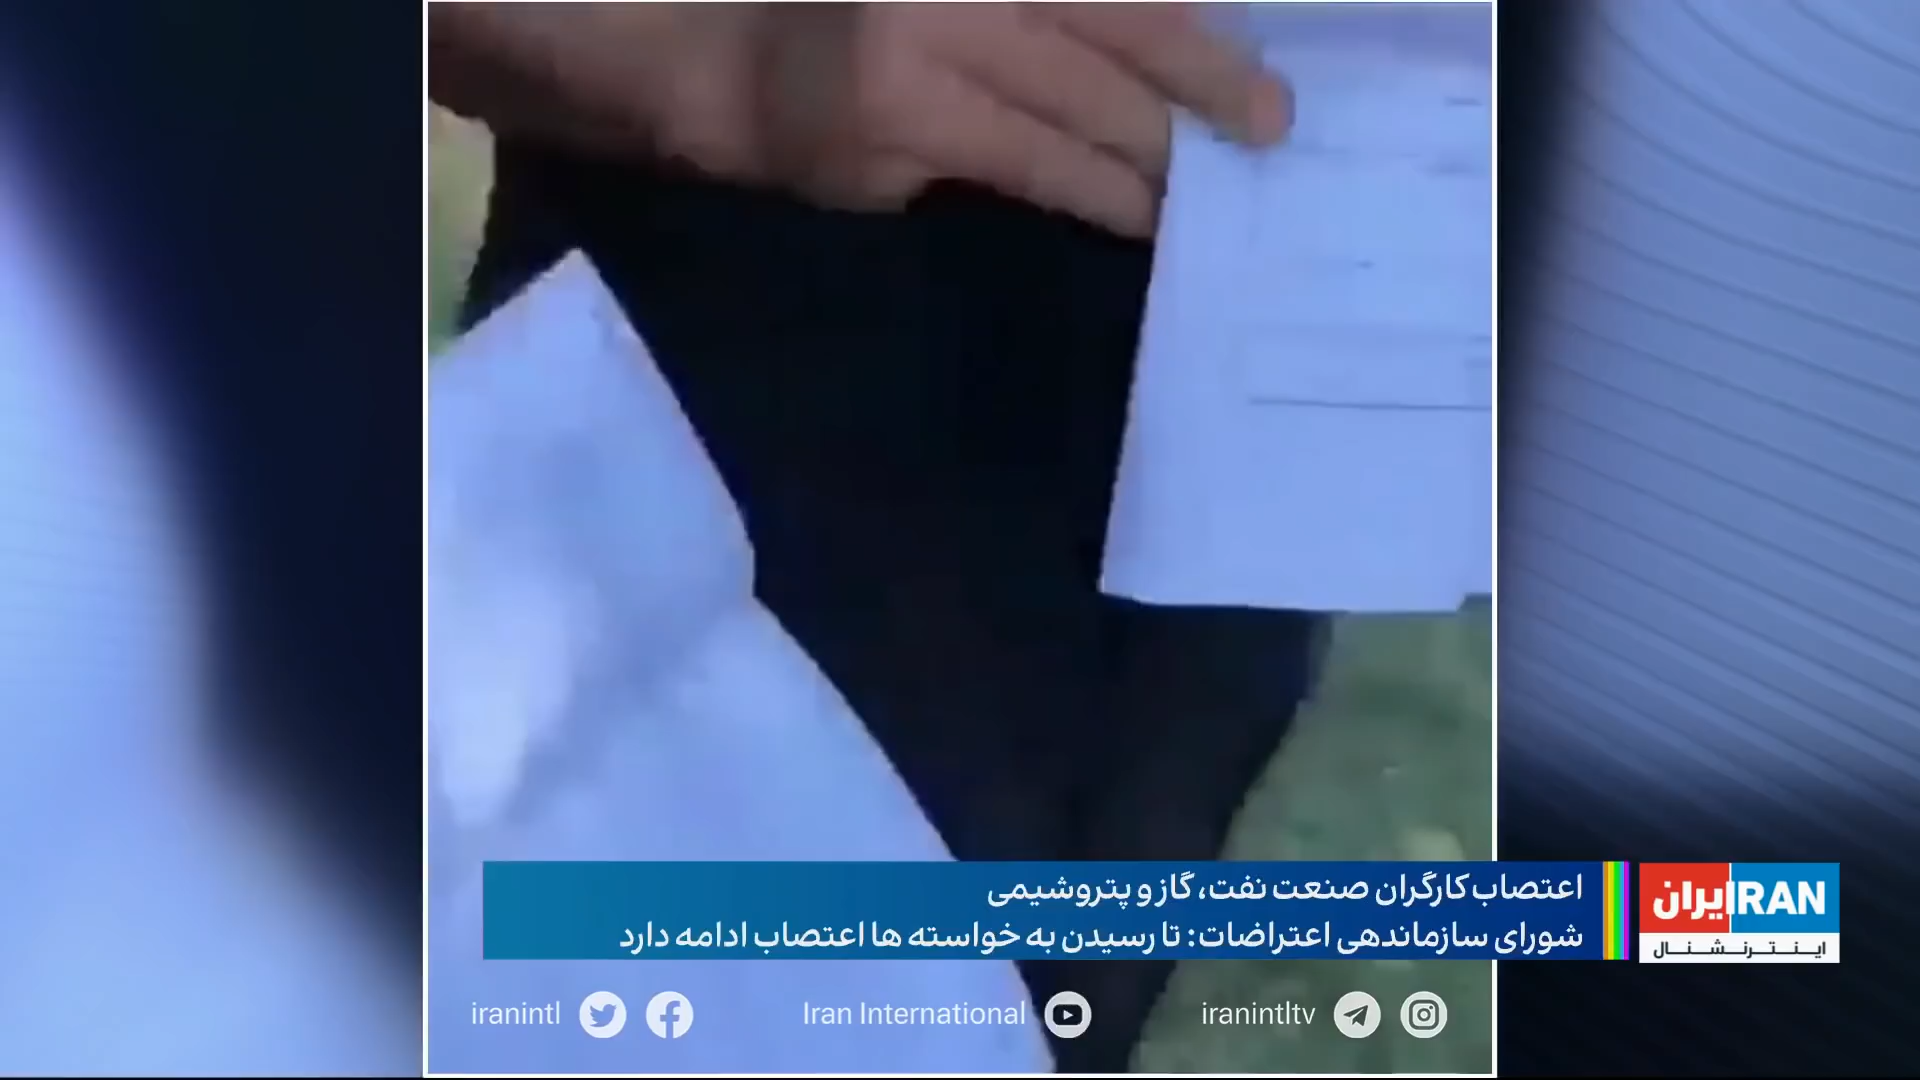 اعتصاب کارگران صنعت نفت، گاز و پتروشیمی
شورای سازماندهی اعتراضات: تا رسیدن به خواسته ها اعتصاب ادامه دارد
ایران IRAN
اینترنشنال
iranintl
Iran International
iranintltv